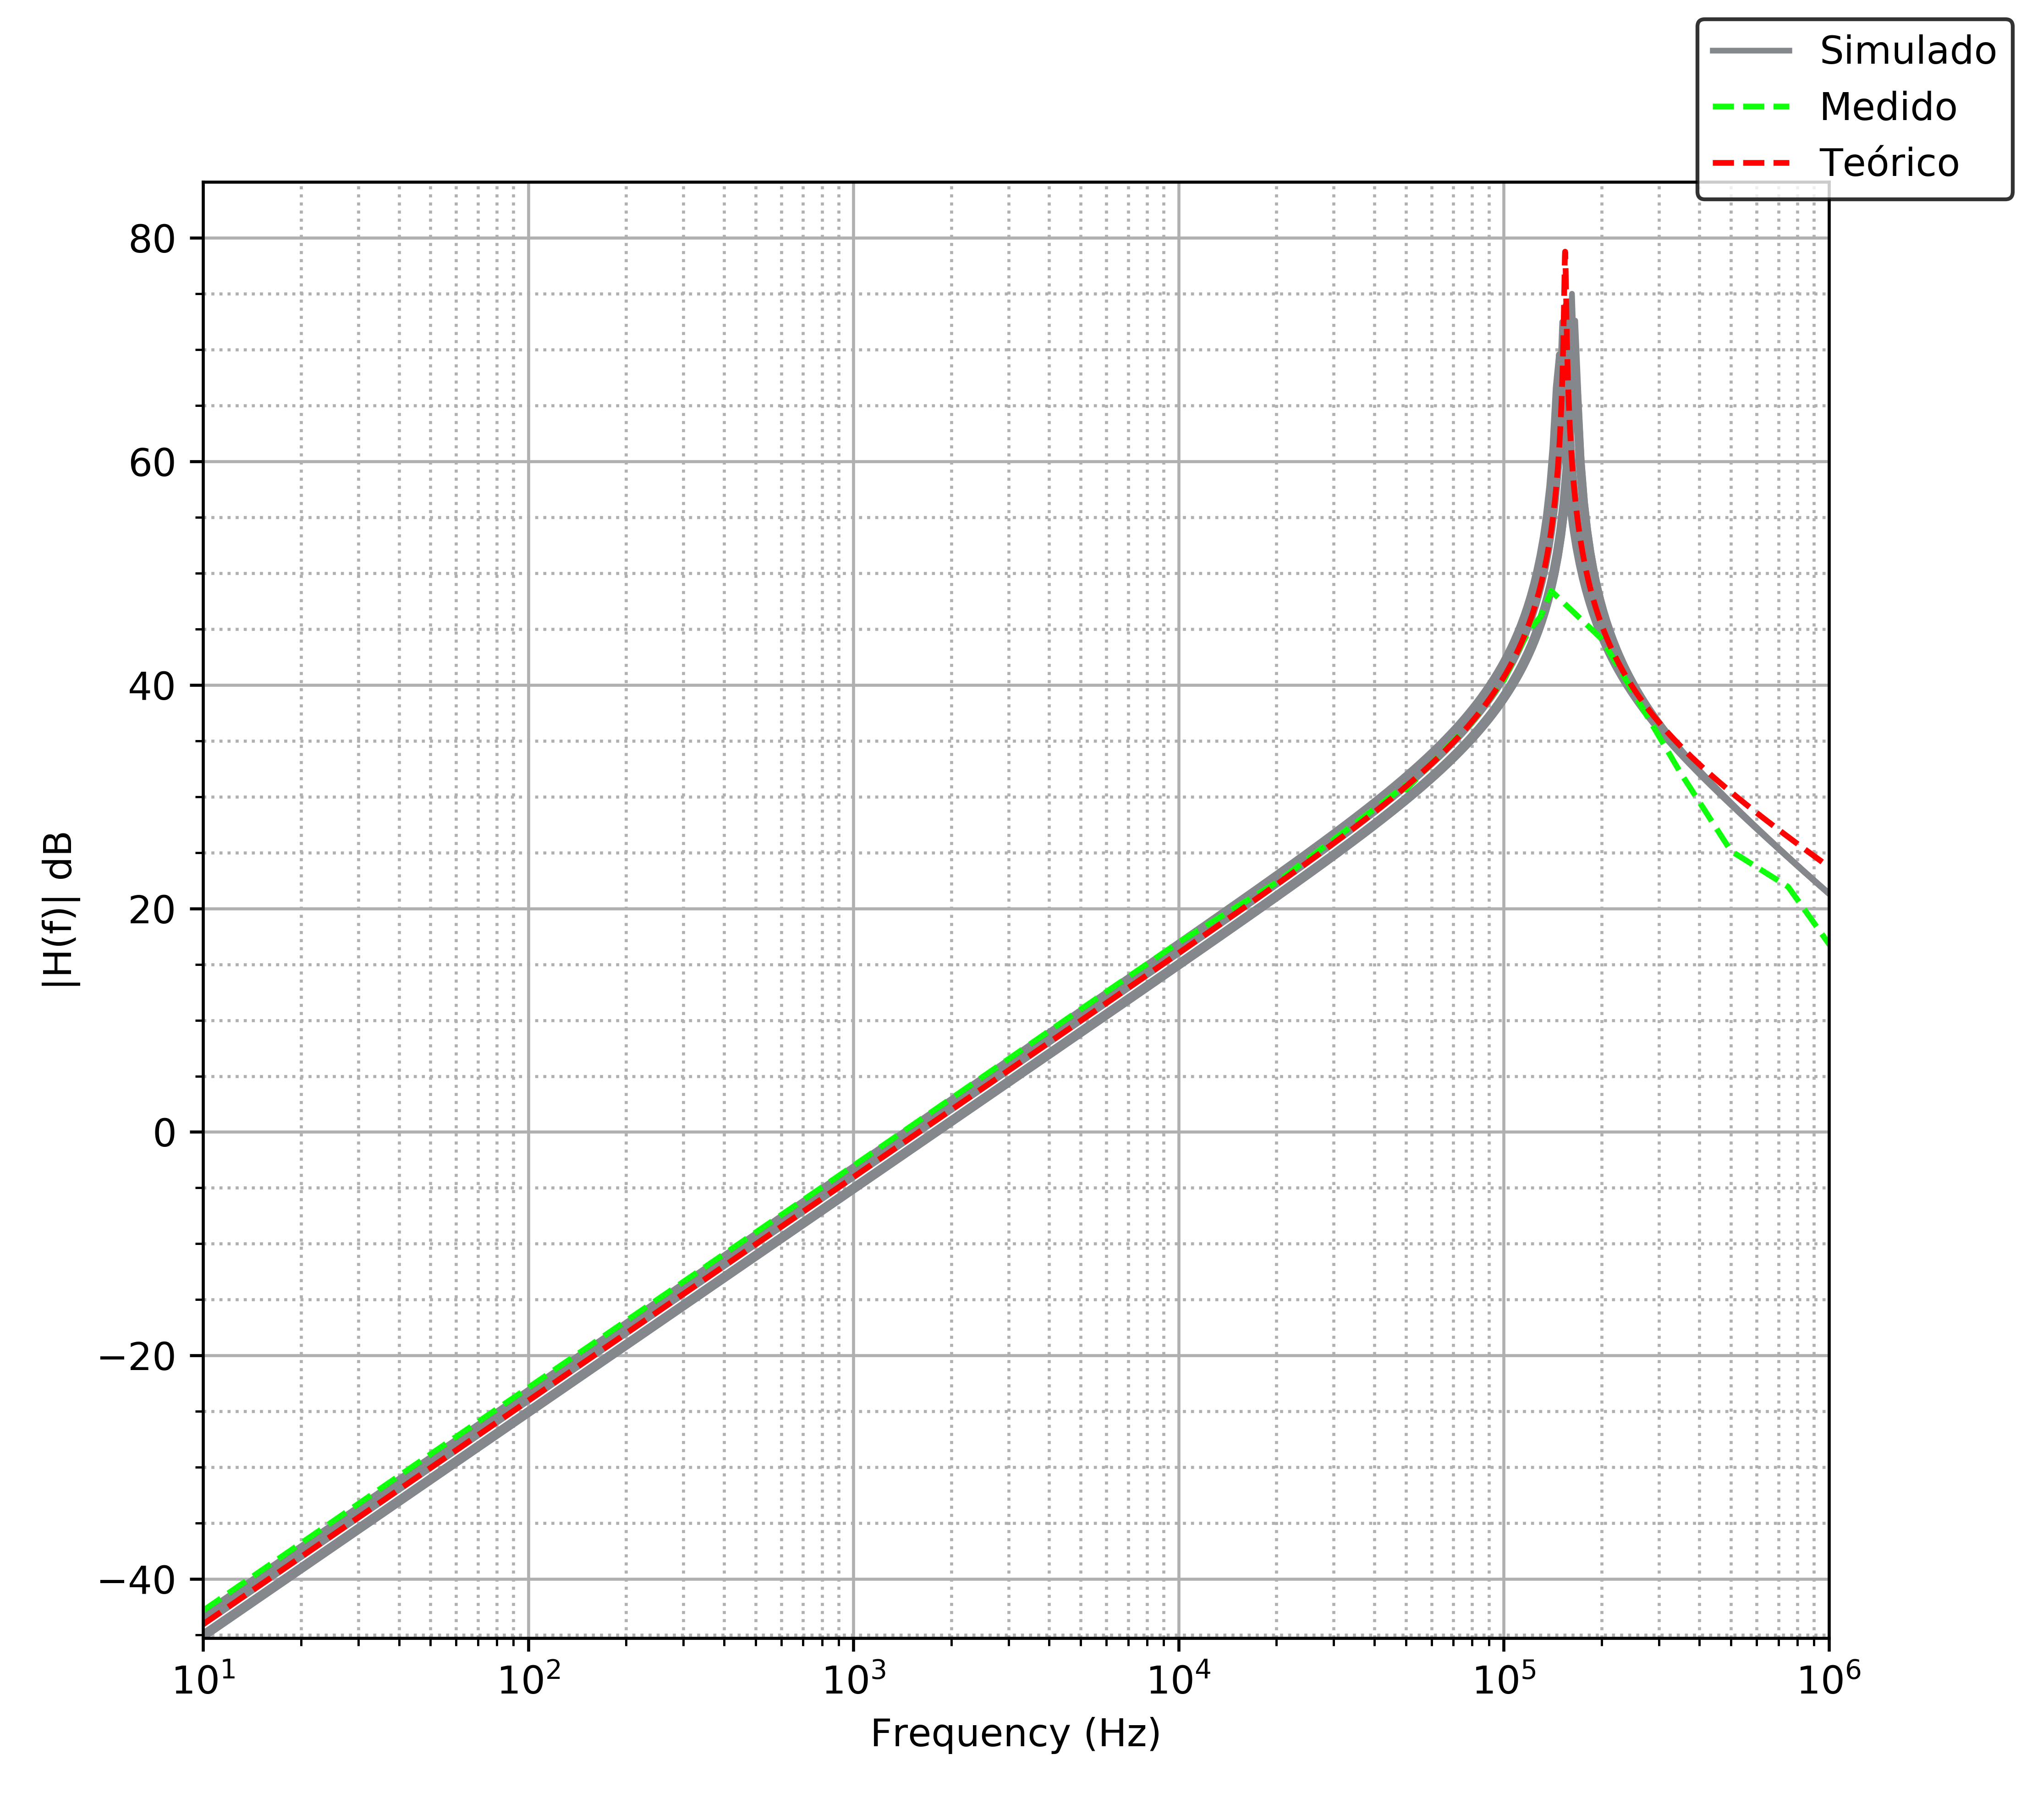 Simulado
Medido
Teórico
80
60
40
20
0
−20
−40
|H(f)| dB
10¹ 10² 10³ 10⁴ 10⁵ 10⁶
Frequency (Hz)